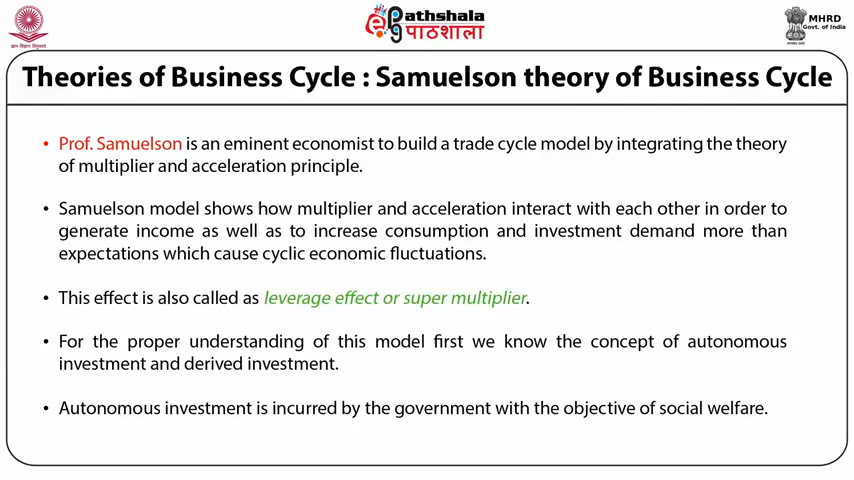 ePathshala
पाठशाला
MHRD
Govt. of India
Theories of Business Cycle : Samuelson theory of Business Cycle
• Prof. Samuelson is an eminent economist to build a trade cycle model by integrating the theory
of multiplier and acceleration principle.
• Samuelson model shows how multiplier and acceleration interact with each other in order to
generate income as well as to increase consumption and investment demand more than
expectations which cause cyclic economic fluctuations.
• This effect is also called as leverage effect or super multiplier.
• For the proper understanding of this model first we know the concept of autonomous
investment and derived investment.
• Autonomous investment is incurred by the government with the objective of social welfare.